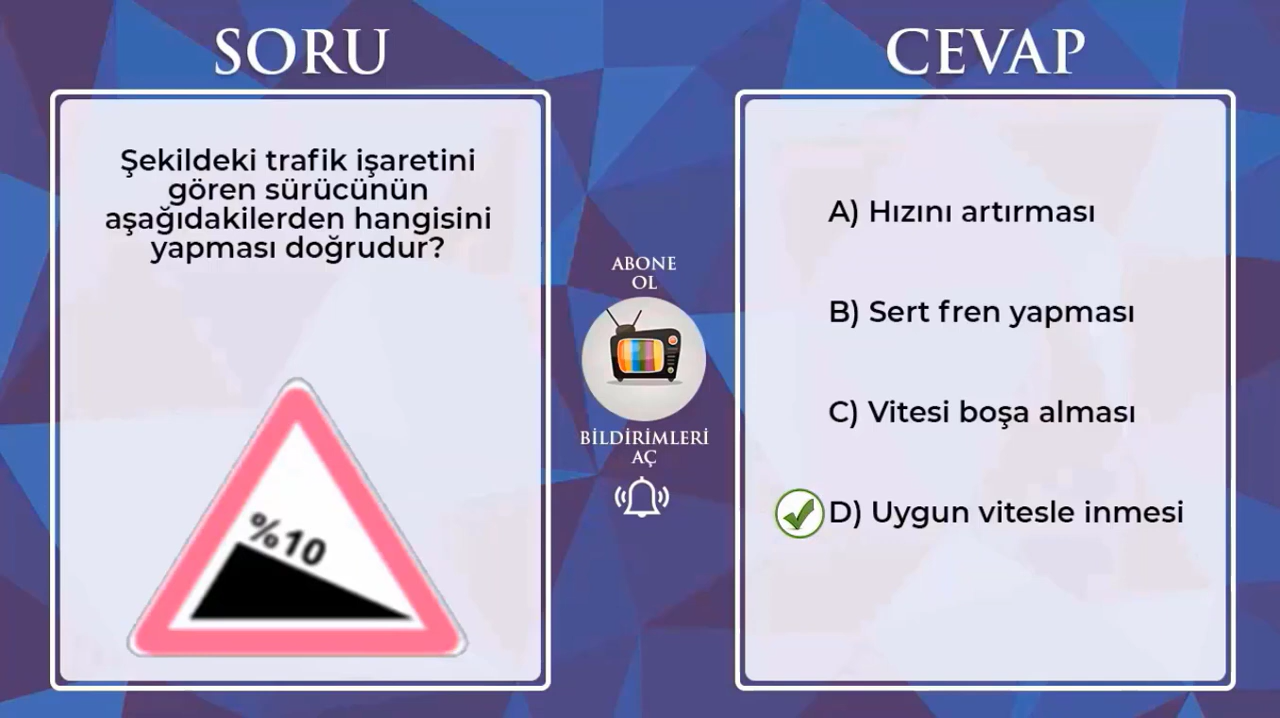 SORU
Şekildeki trafik işaretini
gören sürücünün
aşağıdakilerden hangisini
yapması doğrudur?
%10
ABONE
OL
BİLDİRİMLERİ
AÇ
CEVAP
A) Hızını artırması
B) Sert fren yapması
C) Vitesi boşa alması
D) Uygun vitesle inmesi